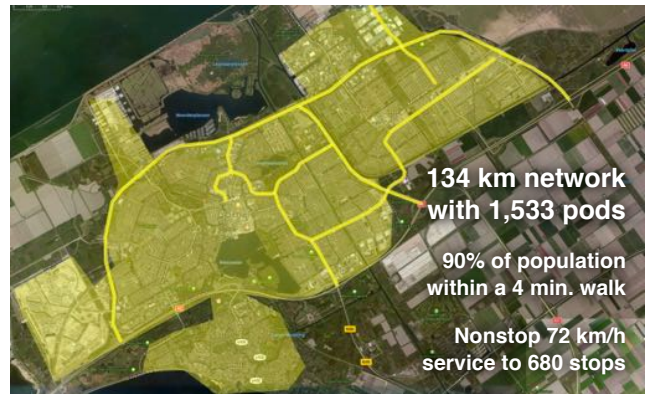 134 km network
with 1,533 pods
90% of population
within a 4 min. walk
Nonstop 72 km/h
service to 680 stops